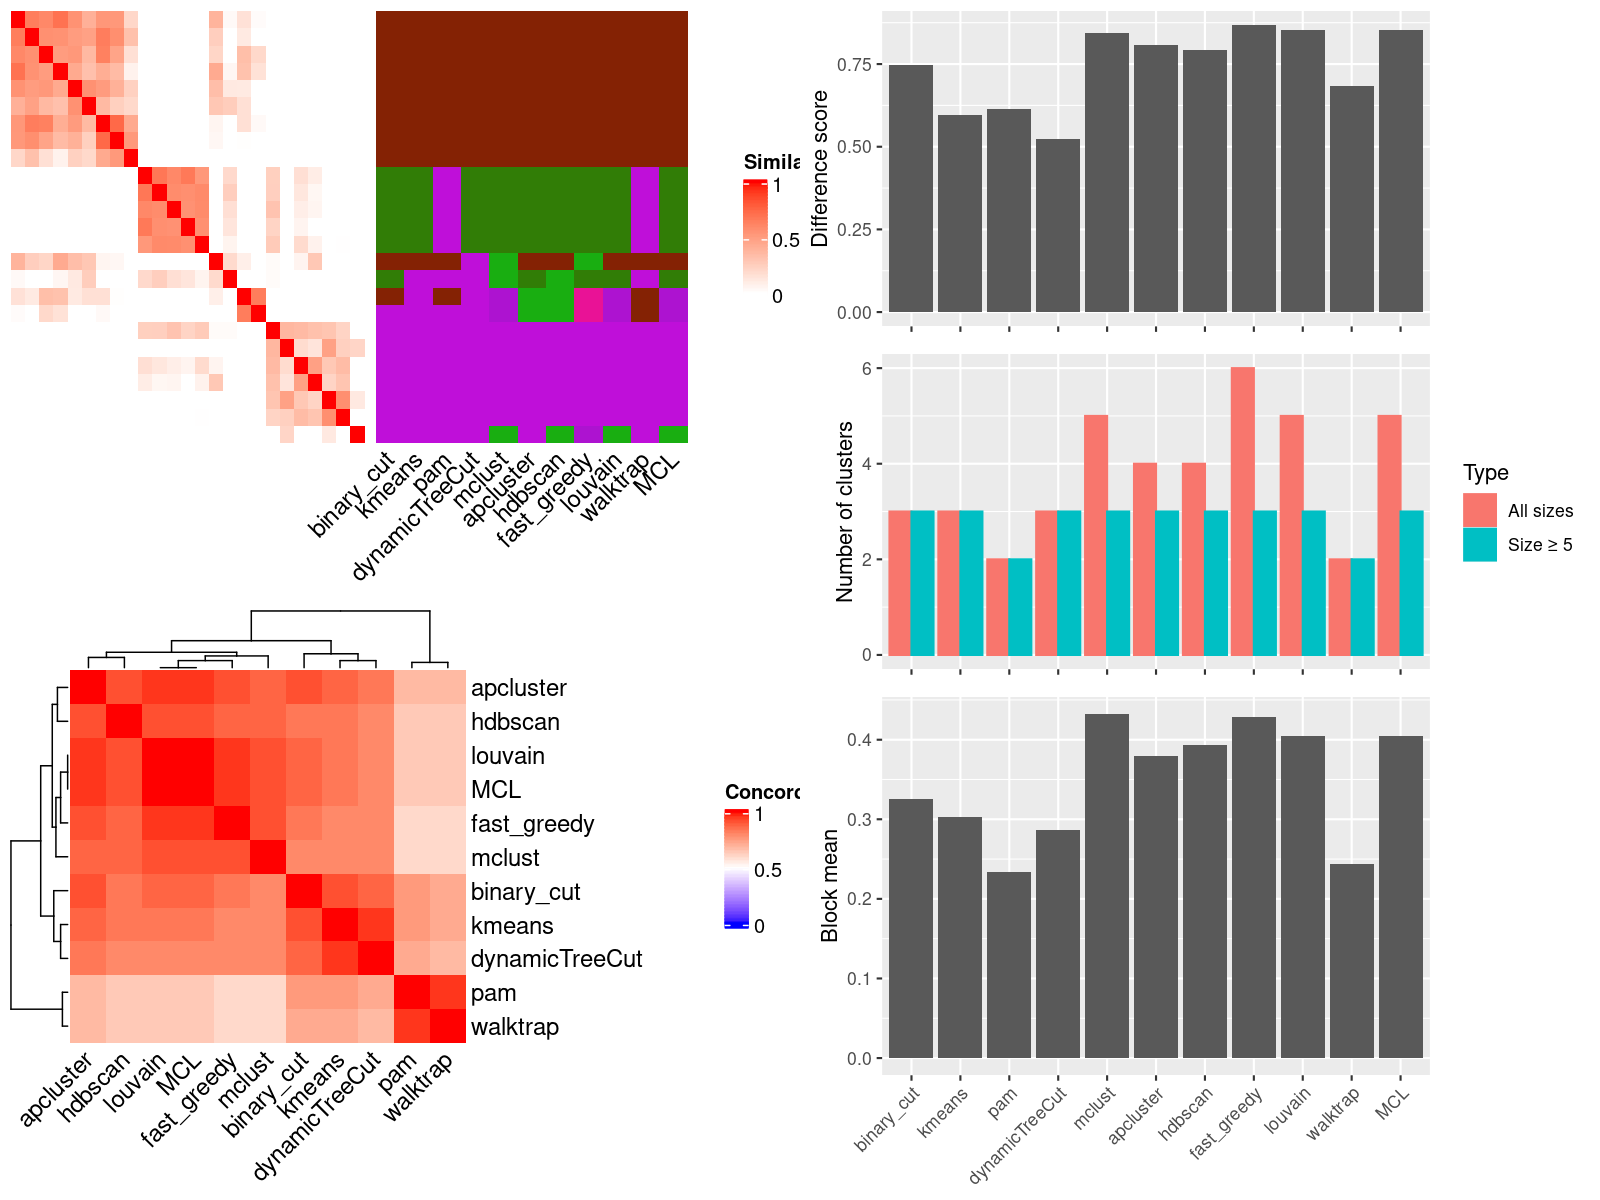 Simila
1
0.5
0
binary_cut
kmeans
pam
dynamicTreeCut
mclust
apcluster
hdbscan
fast_greedy
louvain
walktrap
MCL
apcluster
hdbscan
louvain
MCL
fast_greedy
mclust
binary_cut
kmeans
dynamicTreeCut
pam
walktrap
apcluster
hdbscan
louvain
MCL
fast_greedy
mclust
binary_cut
kmeans
dynamicTreeCut
pam
walktrap
Concord
1
0.5
0
Difference score
0.75
0.50
0.25
0.00
Number of clusters
6
4
2
0
Type
All sizes
Size ≥ 5
Block mean
0.4
0.3
0.2
0.1
0.0
binary_cut
kmeans
pam
dynamicTreeCut
mclust
apcluster
hdbscan
fast_greedy
louvain
walktrap
MCL